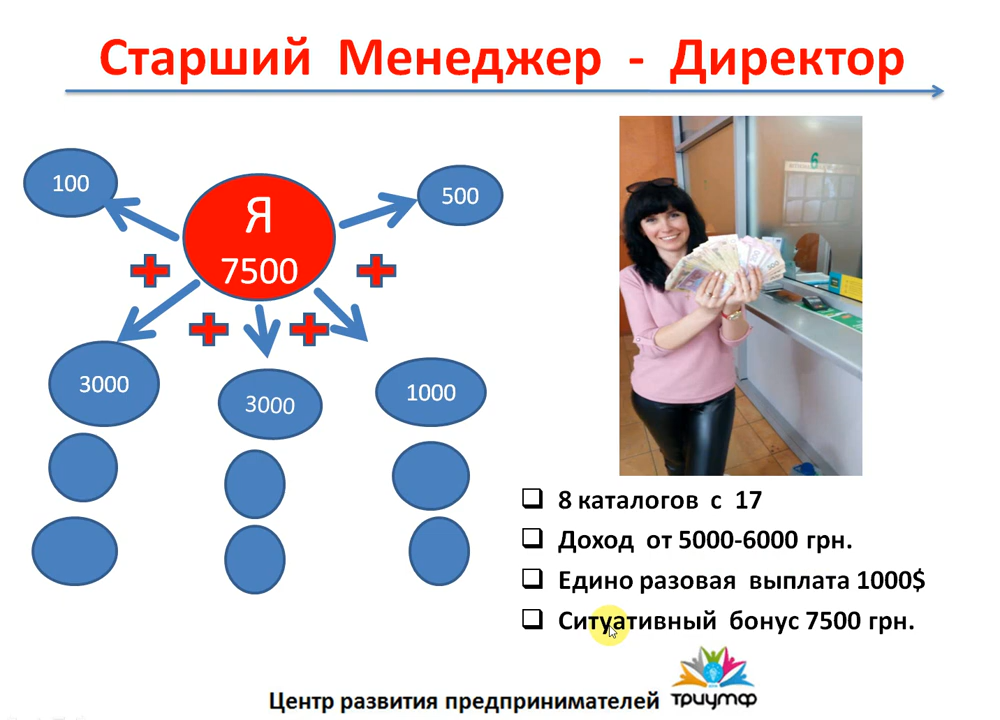 Старший Менеджер - Директор
100
500
Я
7500
3000
3000
1000
6
8 каталогов с 17
Доход от 5000-6000 грн.
Едино разовая выплата 1000$
Ситуативный бонус 7500 грн.
Центр развития предпринимателей
триумф